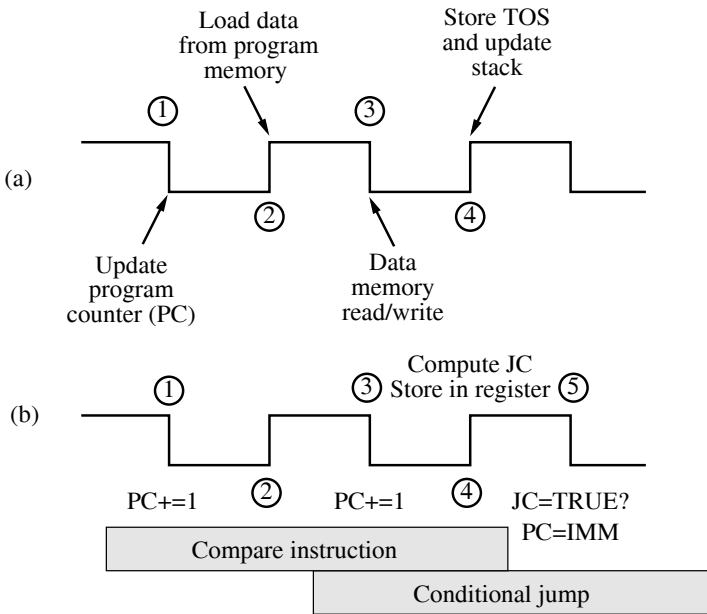 Load data
from program
memory
Store TOS
and update
stack
1
3
(a)
2
4
Update
program
counter (PC)
Data
memory
read/write
Compute JC
Store in register
1
3
5
(b)
PC+=1
2
PC+=1
4
JC=TRUE?
PC=IMM
Compare instruction
Conditional jump